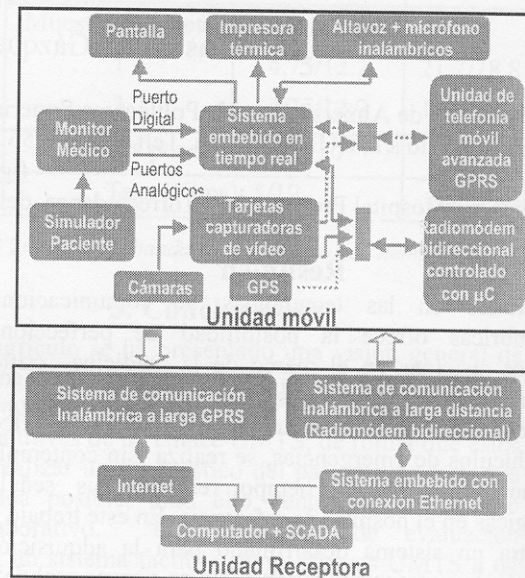 Pantalla
Impresora
térmica
Altavoz + micrófono
inalámbricos
Puerto
Digital
Monitor
Médico
Sistema
embebido en
tiempo real
Unidad de
telefonía
móvil
avanzada
GPRS
Puertos
Analógicos
Simulador
Paciente
Tarjetas
capturadoras
de vídeo
Radiomódem
bidireccional
controlado
con µC
Cámaras
GPS
Unidad móvil
Sistema de comunicación
Inalámbrica a larga GPRS
Sistema de comunicación
Inalámbrica a larga distancia
(Radiomódem bidireccional)
Internet
Sistema embebido con
conexión Ethernet
Computador + SCADA
Unidad Receptora